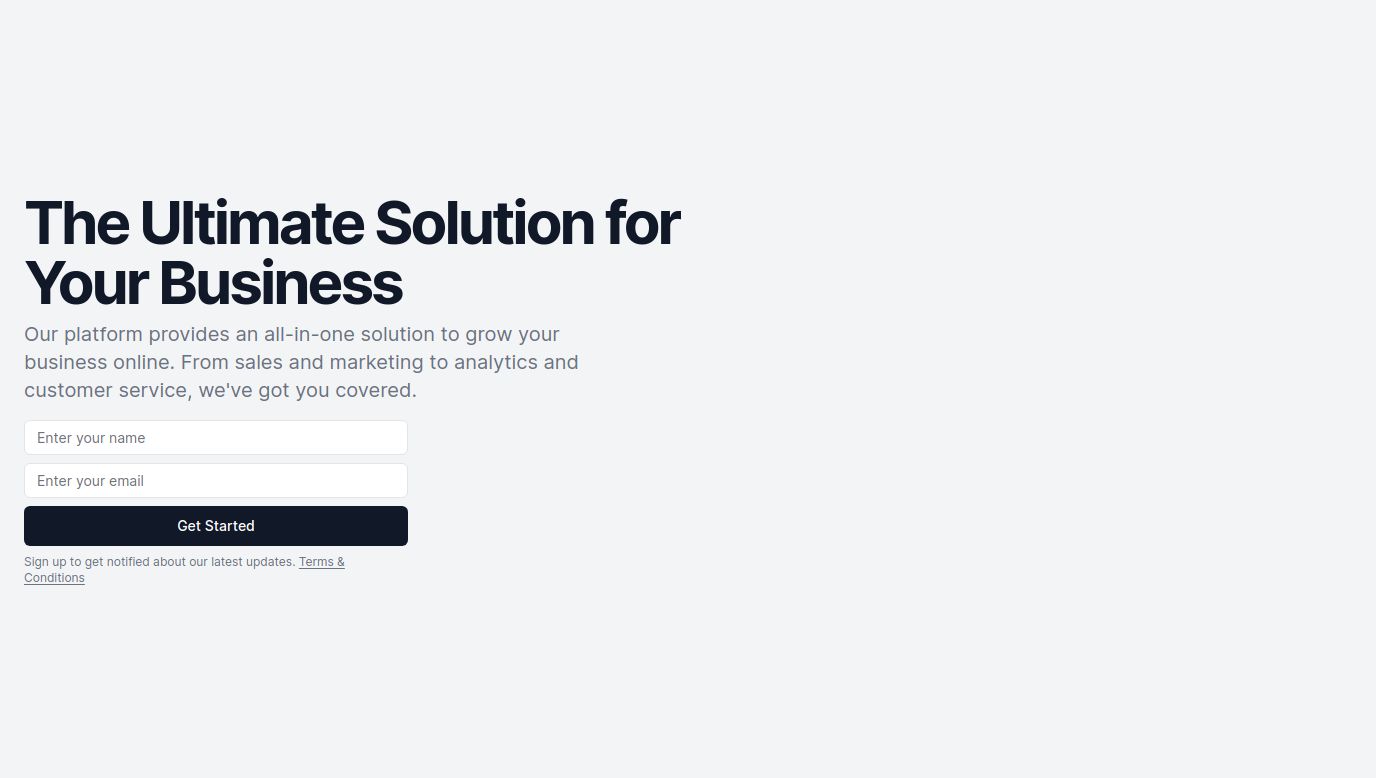 The Ultimate Solution for
Your Business
Our platform provides an all-in-one solution to grow your
business online. From sales and marketing to analytics and
customer service, we've got you covered.
Enter your name
Enter your email
Get Started
Sign up to get notified about our latest updates. Terms &
Conditions